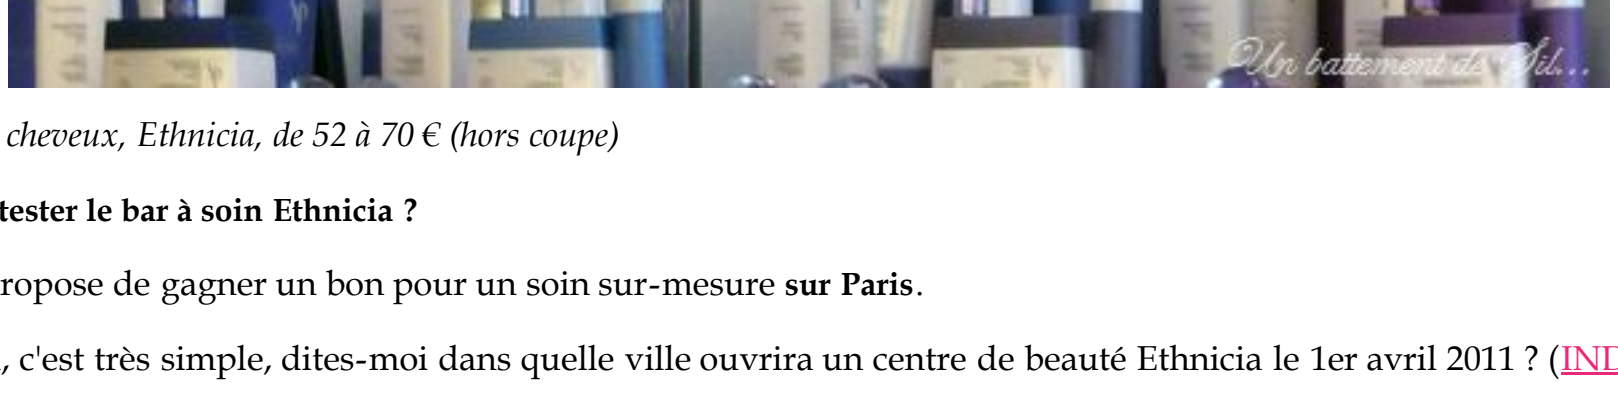 Un battement de Sil...
cheveux, Ethnicia, de 52 à 70 € (hors coupe)
tester le bar à soin Ethnicia ?
ropose de gagner un bon pour un soin sur-mesure sur Paris.
, c'est très simple, dites-moi dans quelle ville ouvrira un centre de beauté Ethnicia le 1er avril 2011 ? (IND